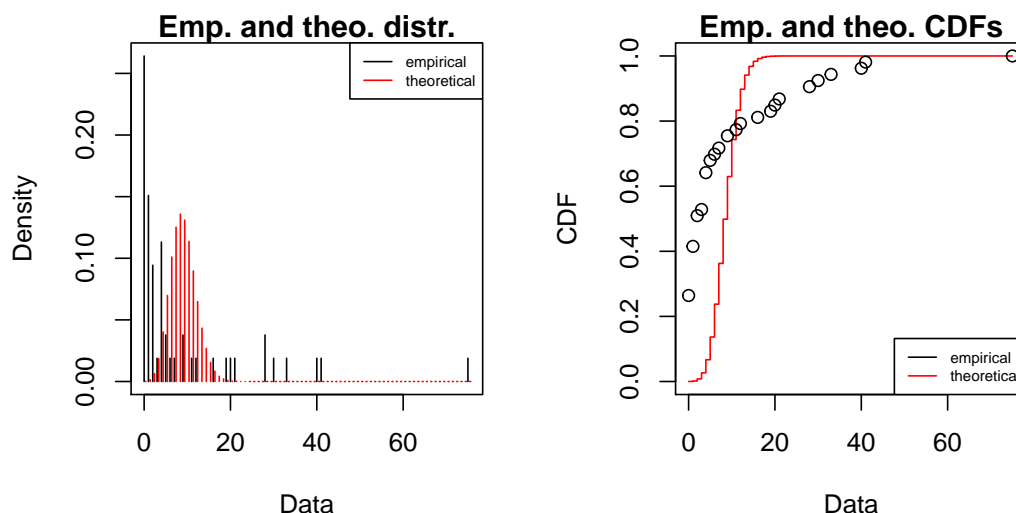 Emp. and theo. distr.
empirical
theoretical
Density
0.00
0.10
0.20
0
20
40
60
Data
Emp. and theo. CDFs
empirical
theoretical
CDF
0.0
0.2
0.4
0.6
0.8
1.0
0
20
40
60
Data